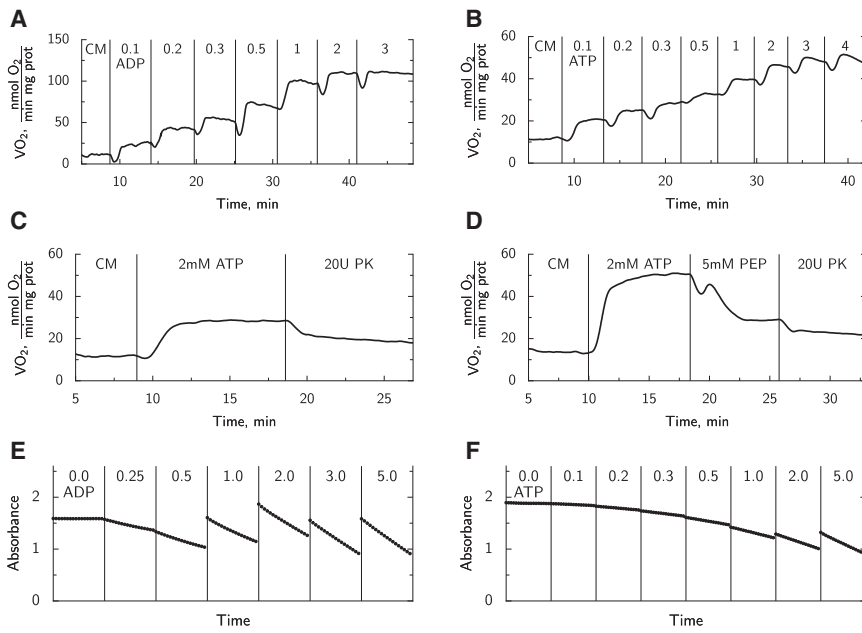 A
CM 0.1 0.2 0.3 0.5 1 2 3
ADP
150
100
50
0
VO2, nmol O2 / min mg prot
10 20 30 40
Time, min
B
CM 0.1 0.2 0.3 0.5 1 2 3 4
ATP
60
40
20
0
VO2, nmol O2 / min mg prot
10 20 30 40
Time, min
C
CM 2mM ATP 20U PK
60
40
20
0
VO2, nmol O2 / min mg prot
5 10 15 20 25
Time, min
D
CM 2mM ATP 5mM PEP 20U PK
60
40
20
0
VO2, nmol O2 / min mg prot
5 10 15 20 25 30
Time, min
E
0.0 0.25 0.5 1.0 2.0 3.0 5.0
ADP
2
1
0
Absorbance
Time
F
0.0 0.1 0.2 0.3 0.5 1.0 2.0 5.0
ATP
2
1
0
Absorbance
Time